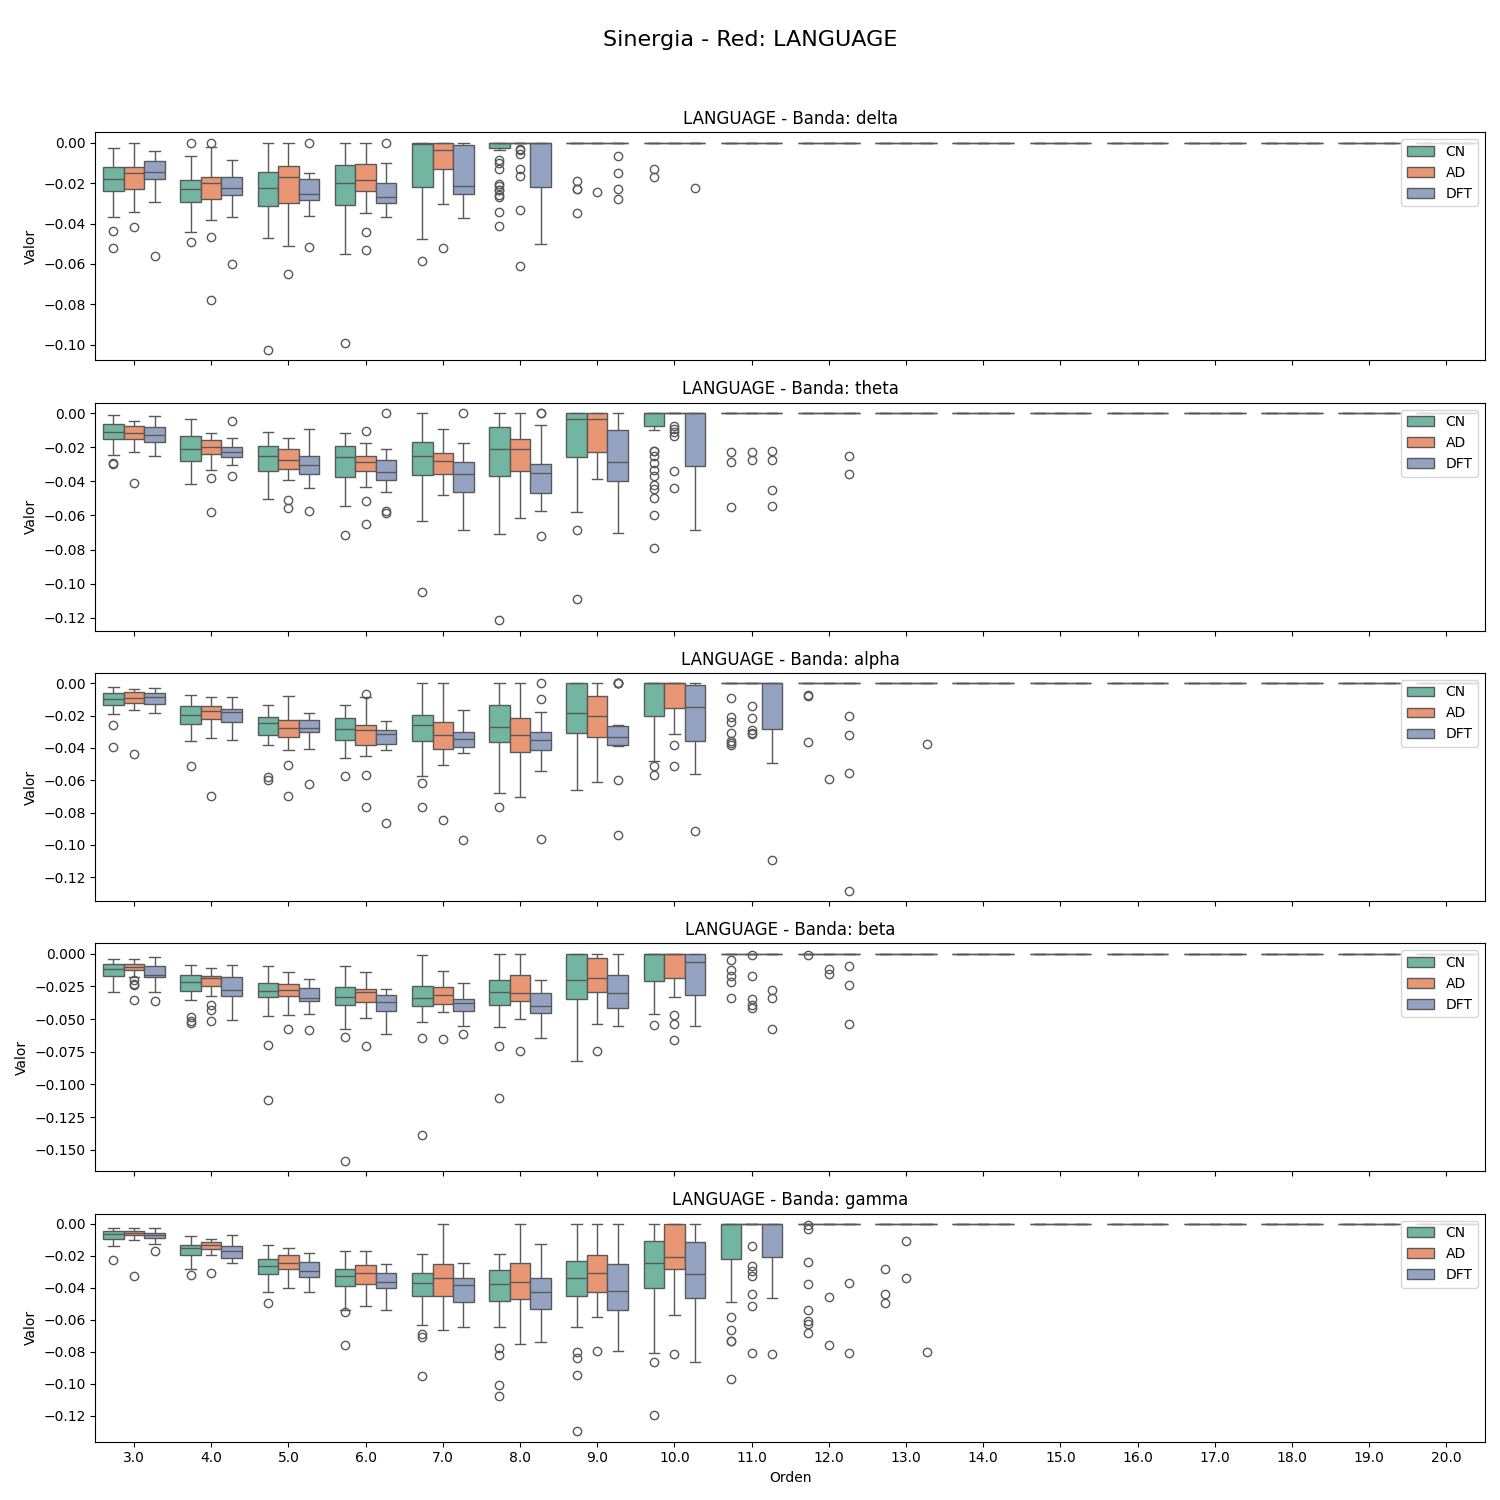 Sinergia - Red: LANGUAGE
LANGUAGE - Banda: delta
0.00
−0.02
−0.04
−0.06
−0.08
−0.10
Valor
CN
AD
DFT
LANGUAGE - Banda: theta
0.00
−0.02
−0.04
−0.06
−0.08
−0.10
−0.12
Valor
CN
AD
DFT
LANGUAGE - Banda: alpha
0.00
−0.02
−0.04
−0.06
−0.08
−0.10
−0.12
Valor
CN
AD
DFT
LANGUAGE - Banda: beta
0.000
−0.025
−0.050
−0.075
−0.100
−0.125
−0.150
Valor
CN
AD
DFT
LANGUAGE - Banda: gamma
0.00
−0.02
−0.04
−0.06
−0.08
−0.10
−0.12
Valor
CN
AD
DFT
3.0 4.0 5.0 6.0 7.0 8.0 9.0 10.0 11.0 12.0 13.0 14.0 15.0 16.0 17.0 18.0 19.0 20.0
Orden